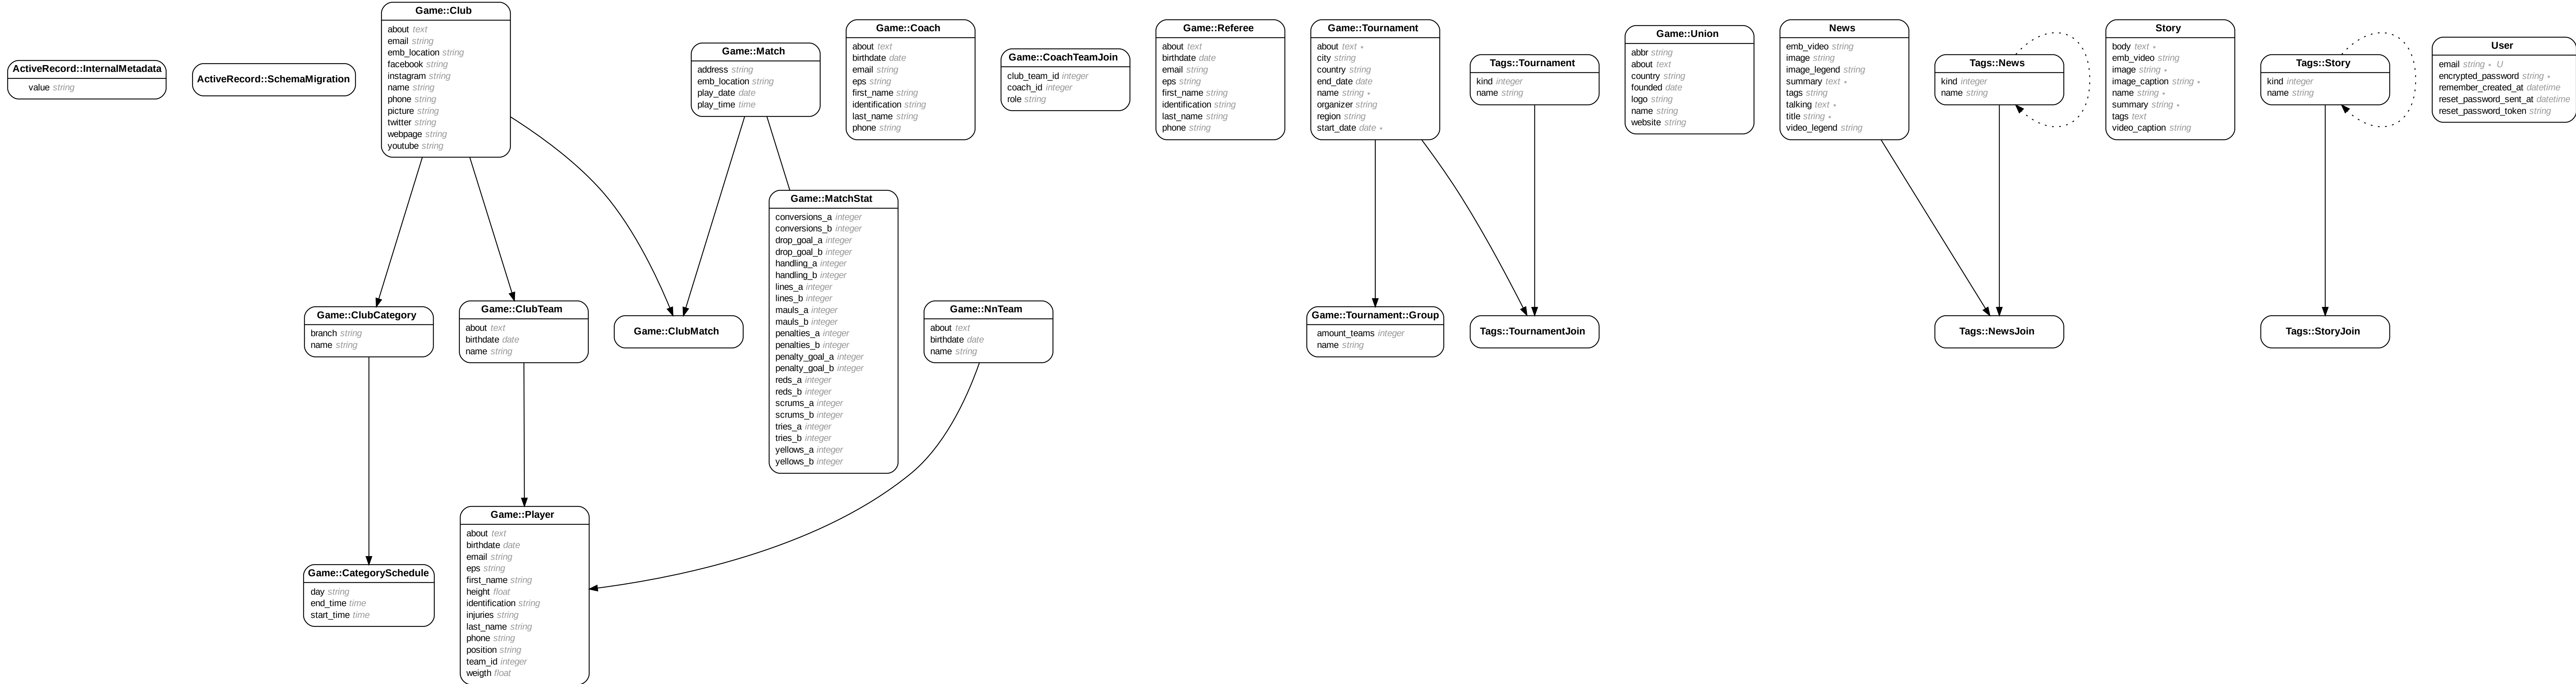 ActiveRecord::InternalMetadata
value string
ActiveRecord::SchemaMigration
Game::Club
about text
email string
emb_location string
facebook string
instagram string
name string
phone string
picture string
twitter string
webpage string
youtube string
Game::Match
address string
emb_location string
play_date date
play_time time
Game::Coach
about text
birthdate date
email string
eps string
first_name string
identification string
last_name string
phone string
Game::CoachTeamJoin
club_team_id integer
coach_id integer
role string
Game::Referee
about text
birthdate date
email string
eps string
first_name string
identification string
last_name string
phone string
Game::Tournament
about text ∗
city string
country string
end_date date
name string ∗
organizer string
region string
start_date date ∗
Tags::Tournament
kind integer
name string
Game::Union
abbr string
about text
country string
founded date
logo string
name string
website string
News
emb_video string
image string
image_legend string
summary text ∗
tags string
talking text ∗
title string ∗
video_legend string
Tags::News
kind integer
name string
Story
body text ∗
emb_video string
image string ∗
image_caption string ∗
name string ∗
summary string ∗
tags text
video_caption string
Tags::Story
kind integer
name string
User
email string ∗ U
encrypted_password string ∗
remember_created_at datetime
reset_password_sent_at datetime
reset_password_token string
Game::MatchStat
conversions_a integer
conversions_b integer
drop_goal_a integer
drop_goal_b integer
handling_a integer
handling_b integer
lines_a integer
lines_b integer
mauls_a integer
mauls_b integer
penalties_a integer
penalties_b integer
penalty_goal_a integer
penalty_goal_b integer
reds_a integer
reds_b integer
scrums_a integer
scrums_b integer
tries_a integer
tries_b integer
yellows_a integer
yellows_b integer
Game::ClubCategory
branch string
name string
Game::ClubTeam
about text
birthdate date
name string
Game::ClubMatch
Game::NnTeam
about text
birthdate date
name string
Game::Tournament::Group
amount_teams integer
name string
Tags::TournamentJoin
Tags::NewsJoin
Tags::StoryJoin
Game::CategorySchedule
day string
end_time time
start_time time
Game::Player
about text
birthdate date
email string
eps string
first_name string
height float
identification string
injuries string
last_name string
phone string
position string
team_id integer
weigth float